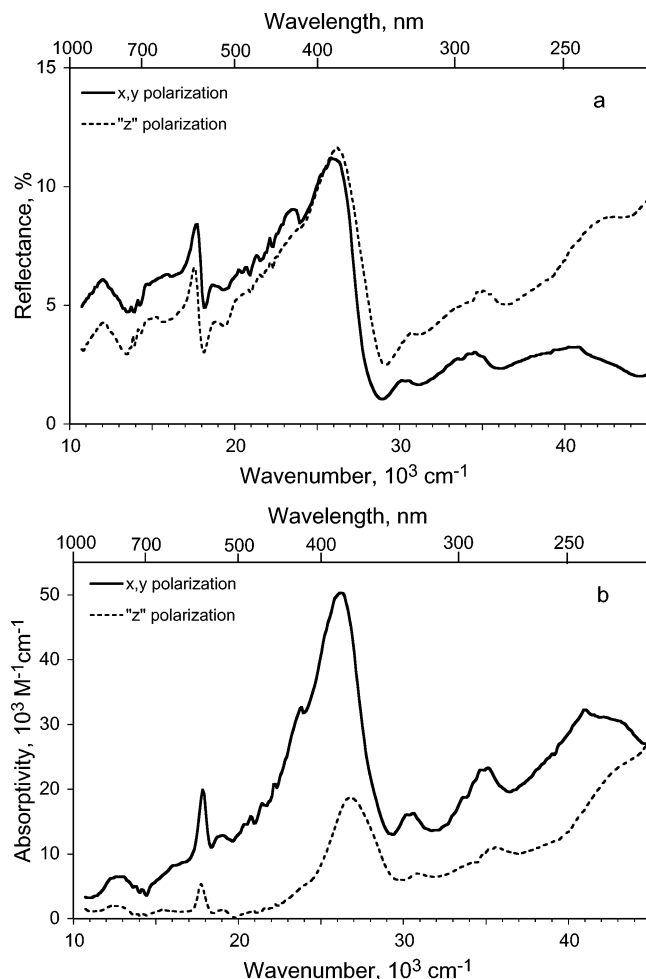 Wavelength, nm
1000 700 500 400 300 250
15
x,y polarization
a
"z" polarization
10
Reflectance, %
5
0
10 20 30 40
Wavenumber, 10³ cm⁻¹
Wavelength, nm
1000 700 500 400 300 250
x,y polarization
b
50
"z" polarization
40
Absorptivity, 10³ M⁻¹cm⁻¹
30
20
10
0
10 20 30 40
Wavenumber, 10³ cm⁻¹